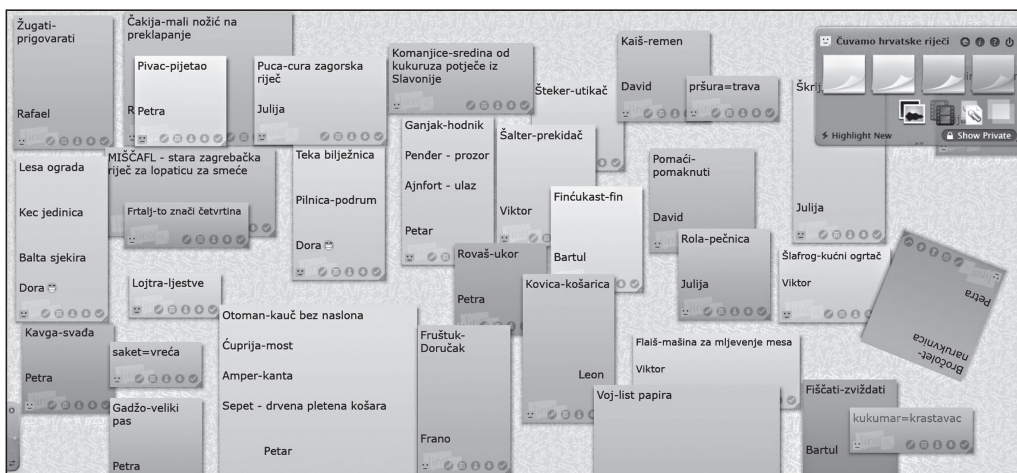 Žugati-
prigovarati
Rafael
Čakija-mali nožić na
preklapanje
R
Pivac-pijetao
Petra
Puca-cura zagorska
riječ
Julija
Komanjice-sredina od
kukuruza potječe iz
Slavonije
Šteker-utikač
Kaiš-remen
David
pršura=trava
Škrlj
Čuvamo hrvatske riječi
Highlight New
Show Private
Lesa ograda
Kec jedinica
Balta sjekira
Dora
MIŠČAFL - stara zagrebačka
riječ za lopaticu za smeće
Frtalj-to znači četvrtina
Teka bilježnica
Pilnica-podrum
Dora
Ganjak-hodnik
Pender - prozor
Ajnfort - ulaz
Petar
Šalter-prekidač
Viktor
Finćukast-fin
Bartul
Pomaći-
pomaknuti
David
Julija
Rola-pečnica
Julija
Šlafrog-kućni ogrtač
Viktor
Bročolet-
narukvnica
Petra
Lojtra-ljestve
Rovaš-ukor
Petra
Kovica-košarica
Leon
Kavga-svađa
Petra
saket=vreća
Gadžo-veliki
pas
Petra
Otoman-kauč bez naslona
Ćuprija-most
Amper-kanta
Sepet - drvena pletena košara
Petar
Fruštuk-
Doručak
Frano
Flaiš-mašina za mljevenje mesa
Viktor
Voj-list papira
Fiščati-zviždati
Bartul
kukumar=krastavac